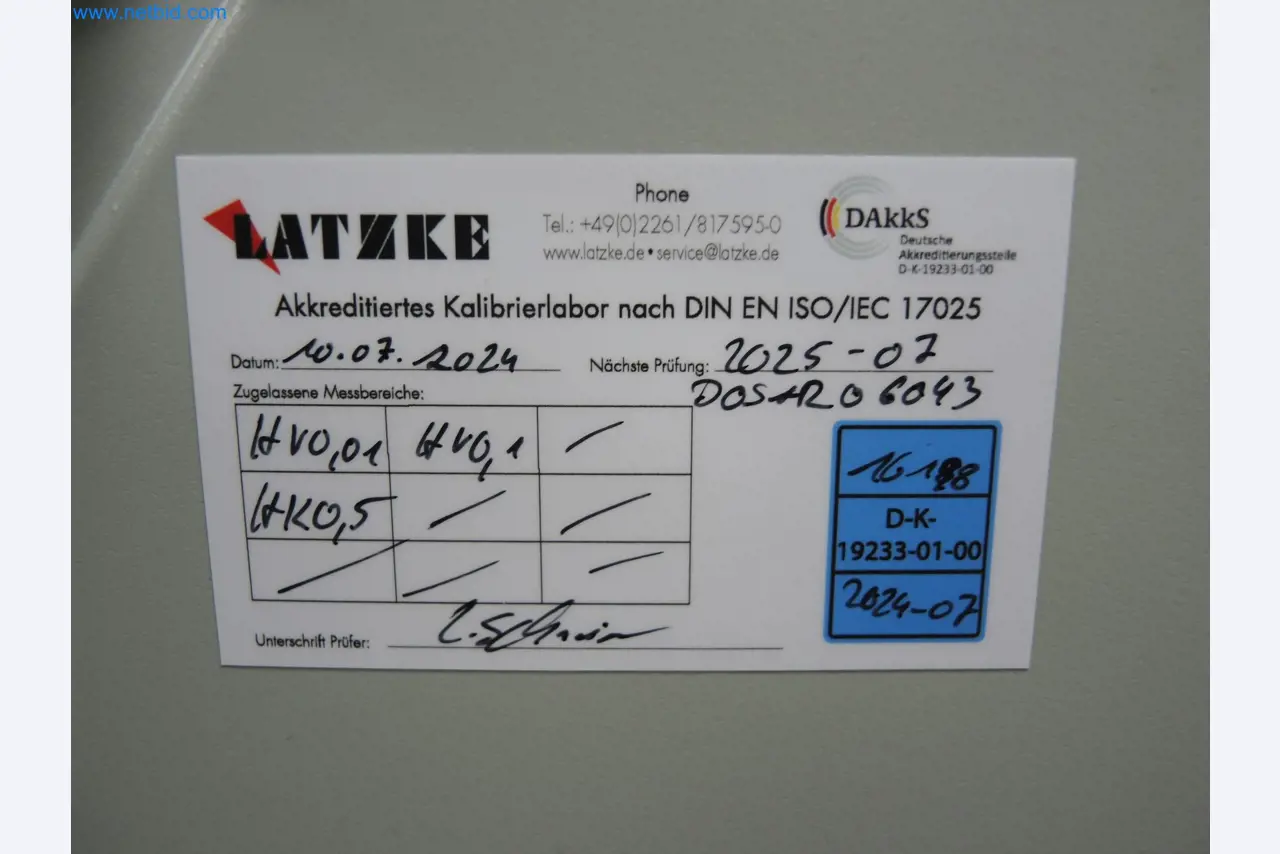 www.netbid.com
LATZKE
Phone
Tel.: +49(0)2261/817595-0
www.latzke.de•service@latzke.de
DAkkS
Deutsche
Akkreditierungsstelle
D-K-19233-01-00
Akkreditiertes Kalibrierlabor nach DIN EN ISO/IEC 17025
Datum: 10.07.2024 Nächste Prüfung: 2025-07
Zugelassene Messbereiche:
HV0,01 HV0,1 /
HK0,5 / /
/ / /
D-K-
19233-01-00
2024-07
Unterschrift Prüfer: